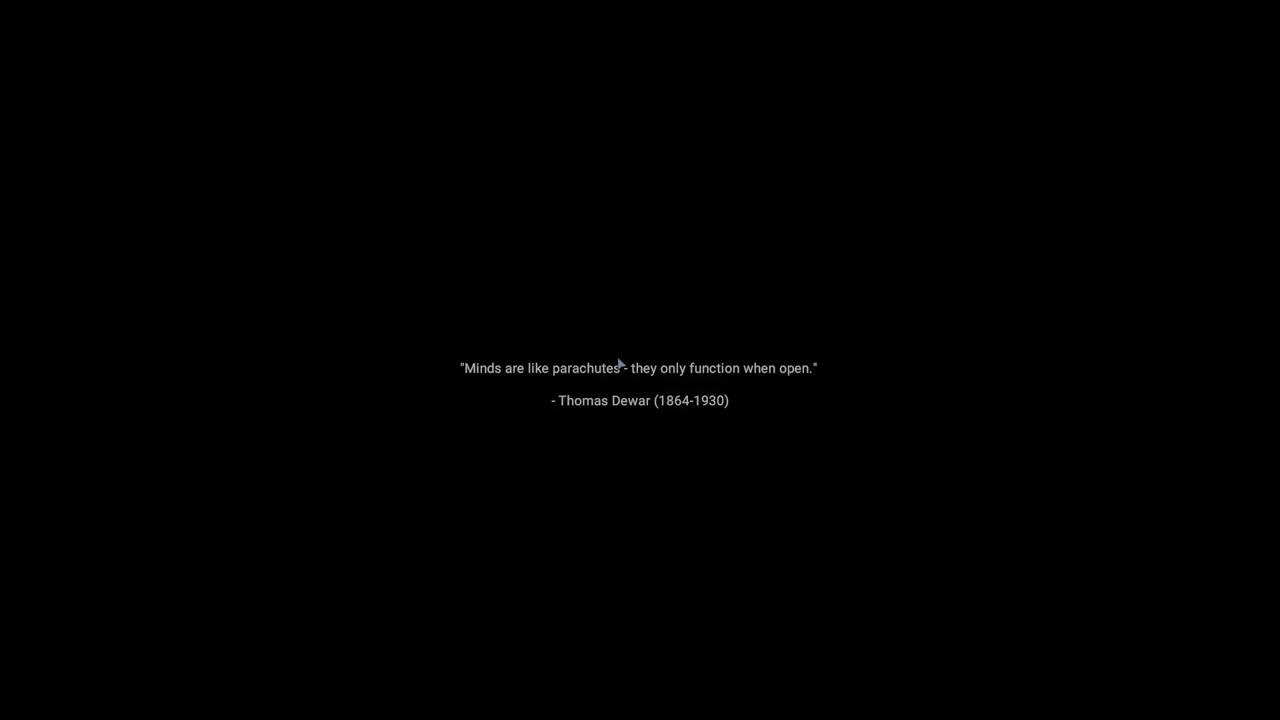 "Minds are like parachutes - they only function when open."
- Thomas Dewar (1864-1930)